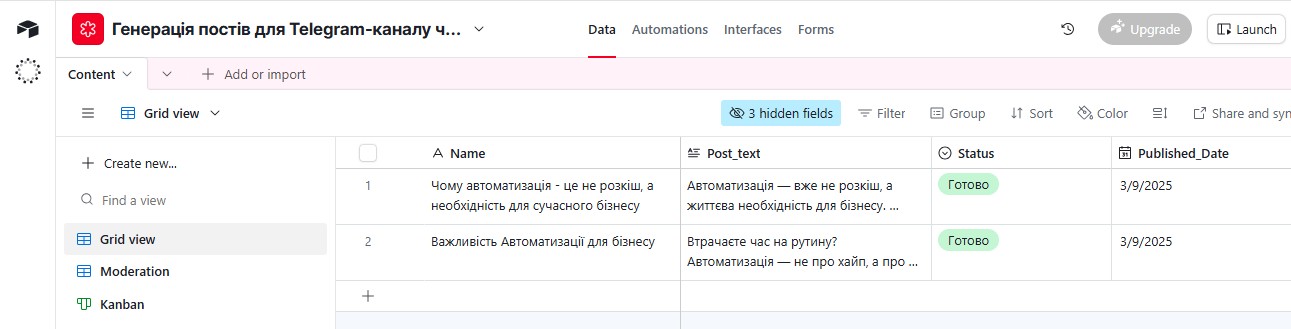 Генерація постів для Telegram-каналу ч...
Data Automations Interfaces Forms
Upgrade
Launch
Content
Add or import
Grid view
3 hidden fields
Filter
Group
Sort
Color
Share and syn
Create new...
Find a view
Grid view
Moderation
Kanban
Name Post_text Status Published_Date
1
Чому автоматизація - це не розкіш, а
необхідність для сучасного бізнесу
Автоматизація — вже не розкіш, а
життєва необхідність для бізнесу. ...
Готово
3/9/2025
2
Важливість Автоматизації для бізнесу
Втрачаєте час на рутину?
Автоматизація — не про хайп, а про ...
Готово
3/9/2025